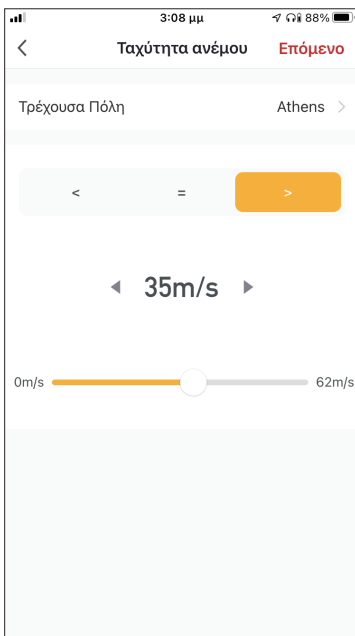 3:08 μμ 88%
Ταχύτητα ανέμου Επόμενο
Τρέχουσα Πόλη Athens >
< = >
35m/s
0m/s 62m/s